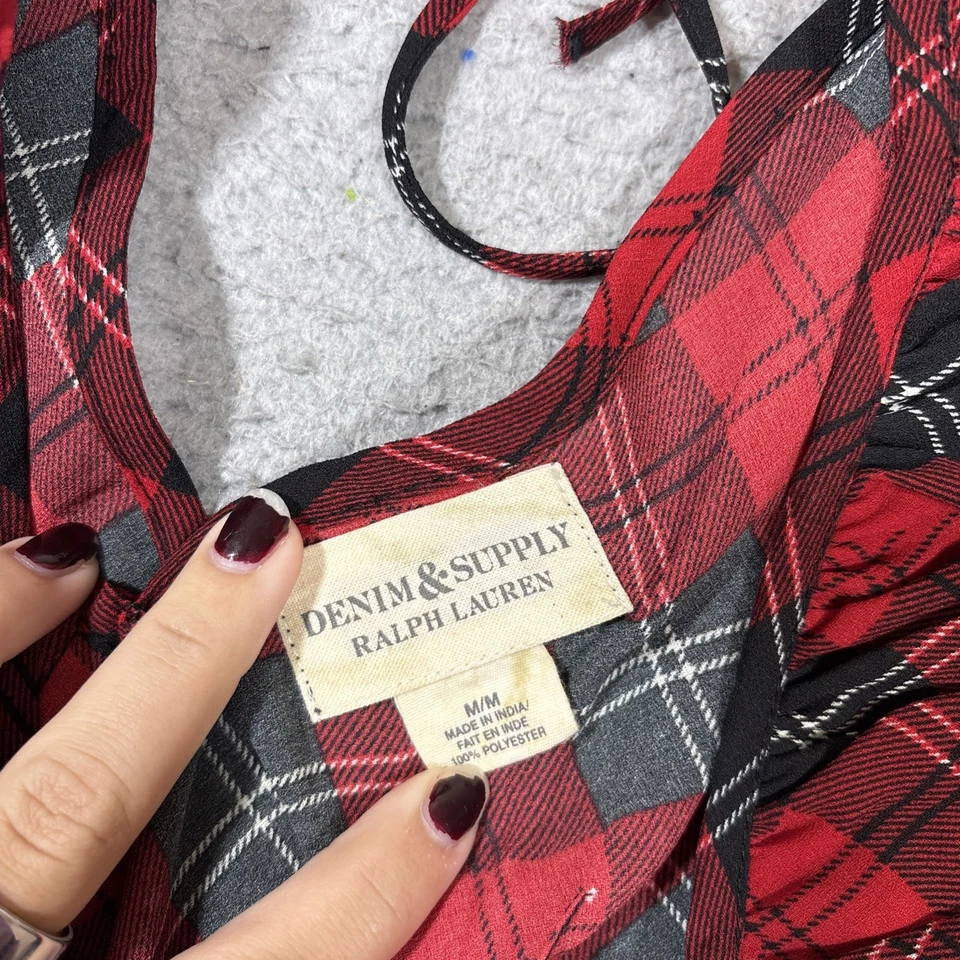 DENIM&SUPPLY
RALPH LAUREN
M/M
MADE IN INDIA/
FAIT EN INDE
100% POLYESTER